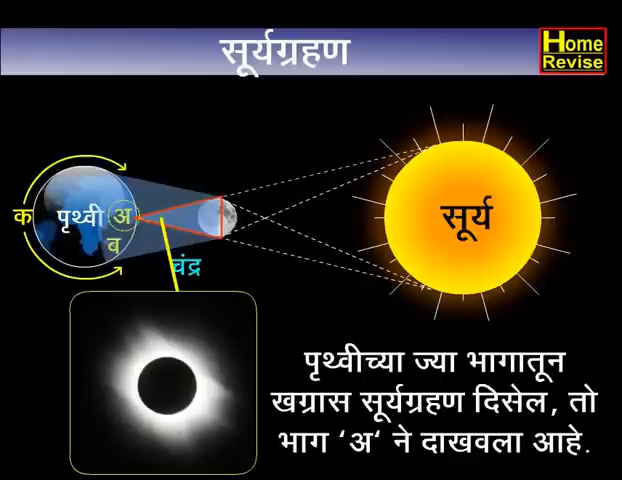 सूर्यग्रहण
Home
Revise
क
पृथ्वी
अ
ब
चंद्र
सूर्य
पृथ्वीच्या ज्या भागातून
खग्रास सूर्यग्रहण दिसेल, तो
भाग ‘अ‘ ने दाखवला आहे.